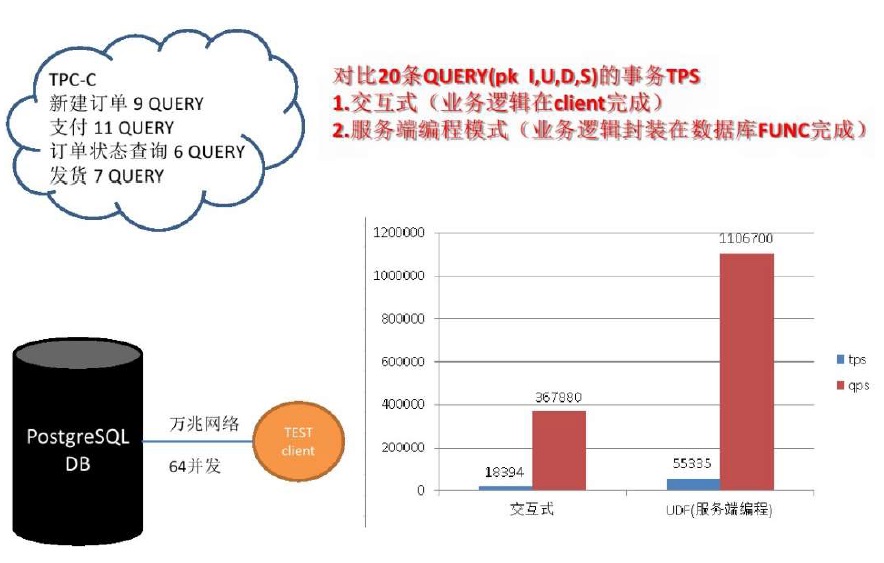 TPC-C
新建订单 9 QUERY
支付 11 QUERY
订单状态查询 6 QUERY
发货 7 QUERY
对比20条QUERY(pk I,U,D,S)的事务TPS
1.交互式（业务逻辑在client完成）
2.服务端编程模式（业务逻辑封装在数据库FUNC完成）
PostgreSQL
DB
万兆网络
64并发
TEST
client
1200000
1000000
800000
600000
400000
200000
0
18394
367880
55335
1106700
交互式
UDF(服务端编程)
tps
qps